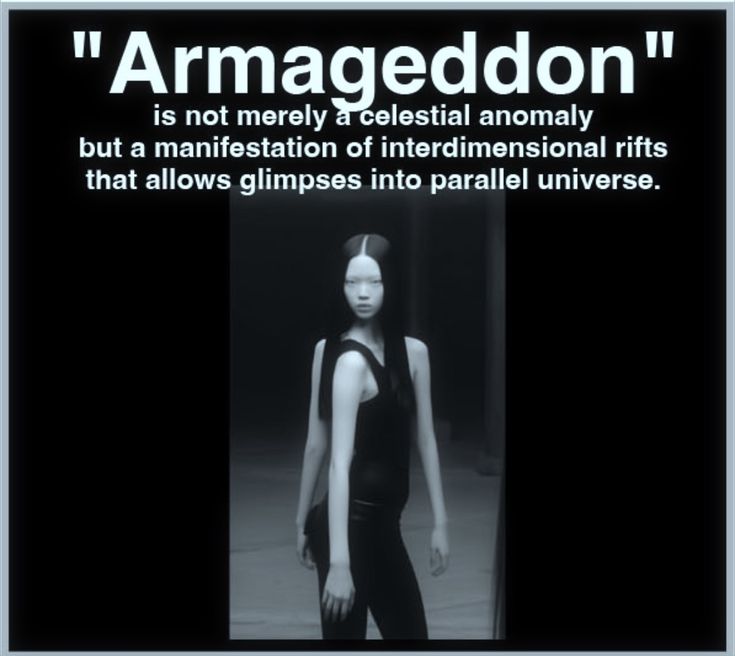 "Armageddon"
is not merely a celestial anomaly
but a manifestation of interdimensional rifts
that allows glimpses into parallel universe.